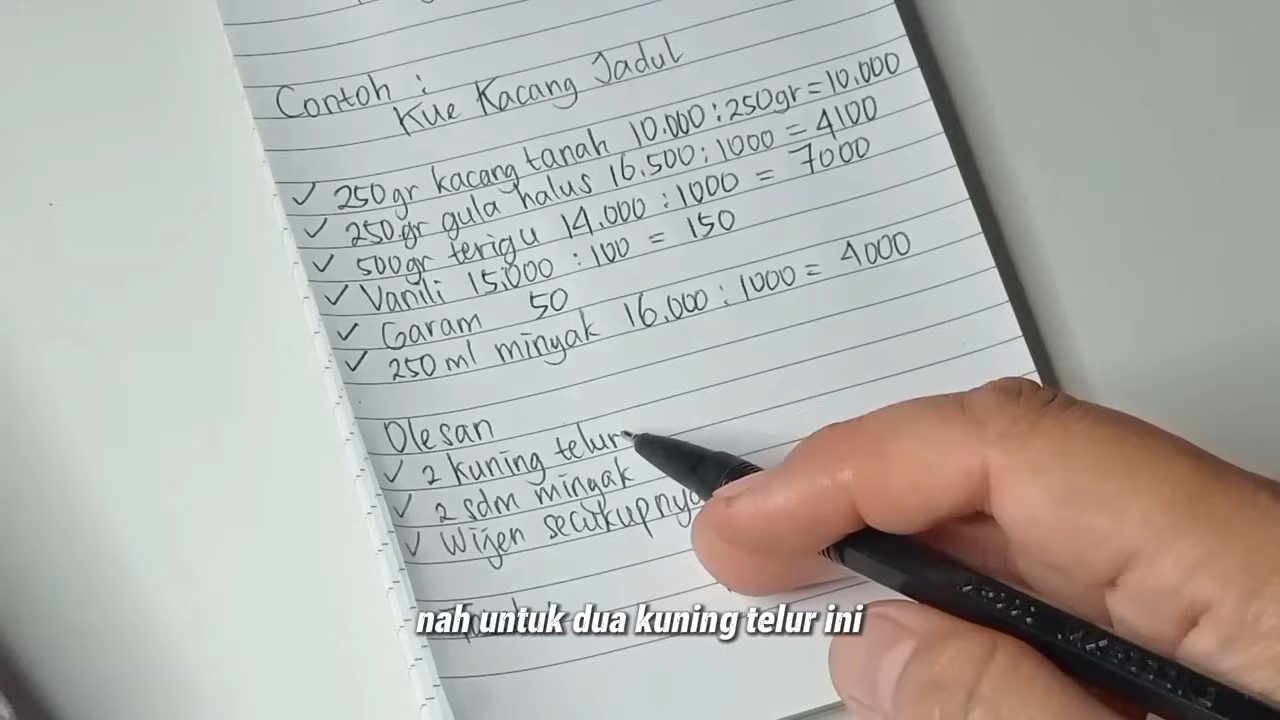 Contoh :
Kue Kacang Jadul
✓ 250gr kacang tanah 10.000 : 250gr = 10.000
✓ 250gr gula halus 16.500 : 1000 = 4100
✓ 500gr terigu 14.000 : 1000 = 7000
✓ Vanili 15.000 : 100 = 150
✓ Garam 50
✓ 250 ml minyak 16.000 : 1000 = 4000
Olesan
✓ 2 kuning telur
✓ 2 sdm minyak
✓ Wijen secukupnya
nah untuk dua kuning telur ini